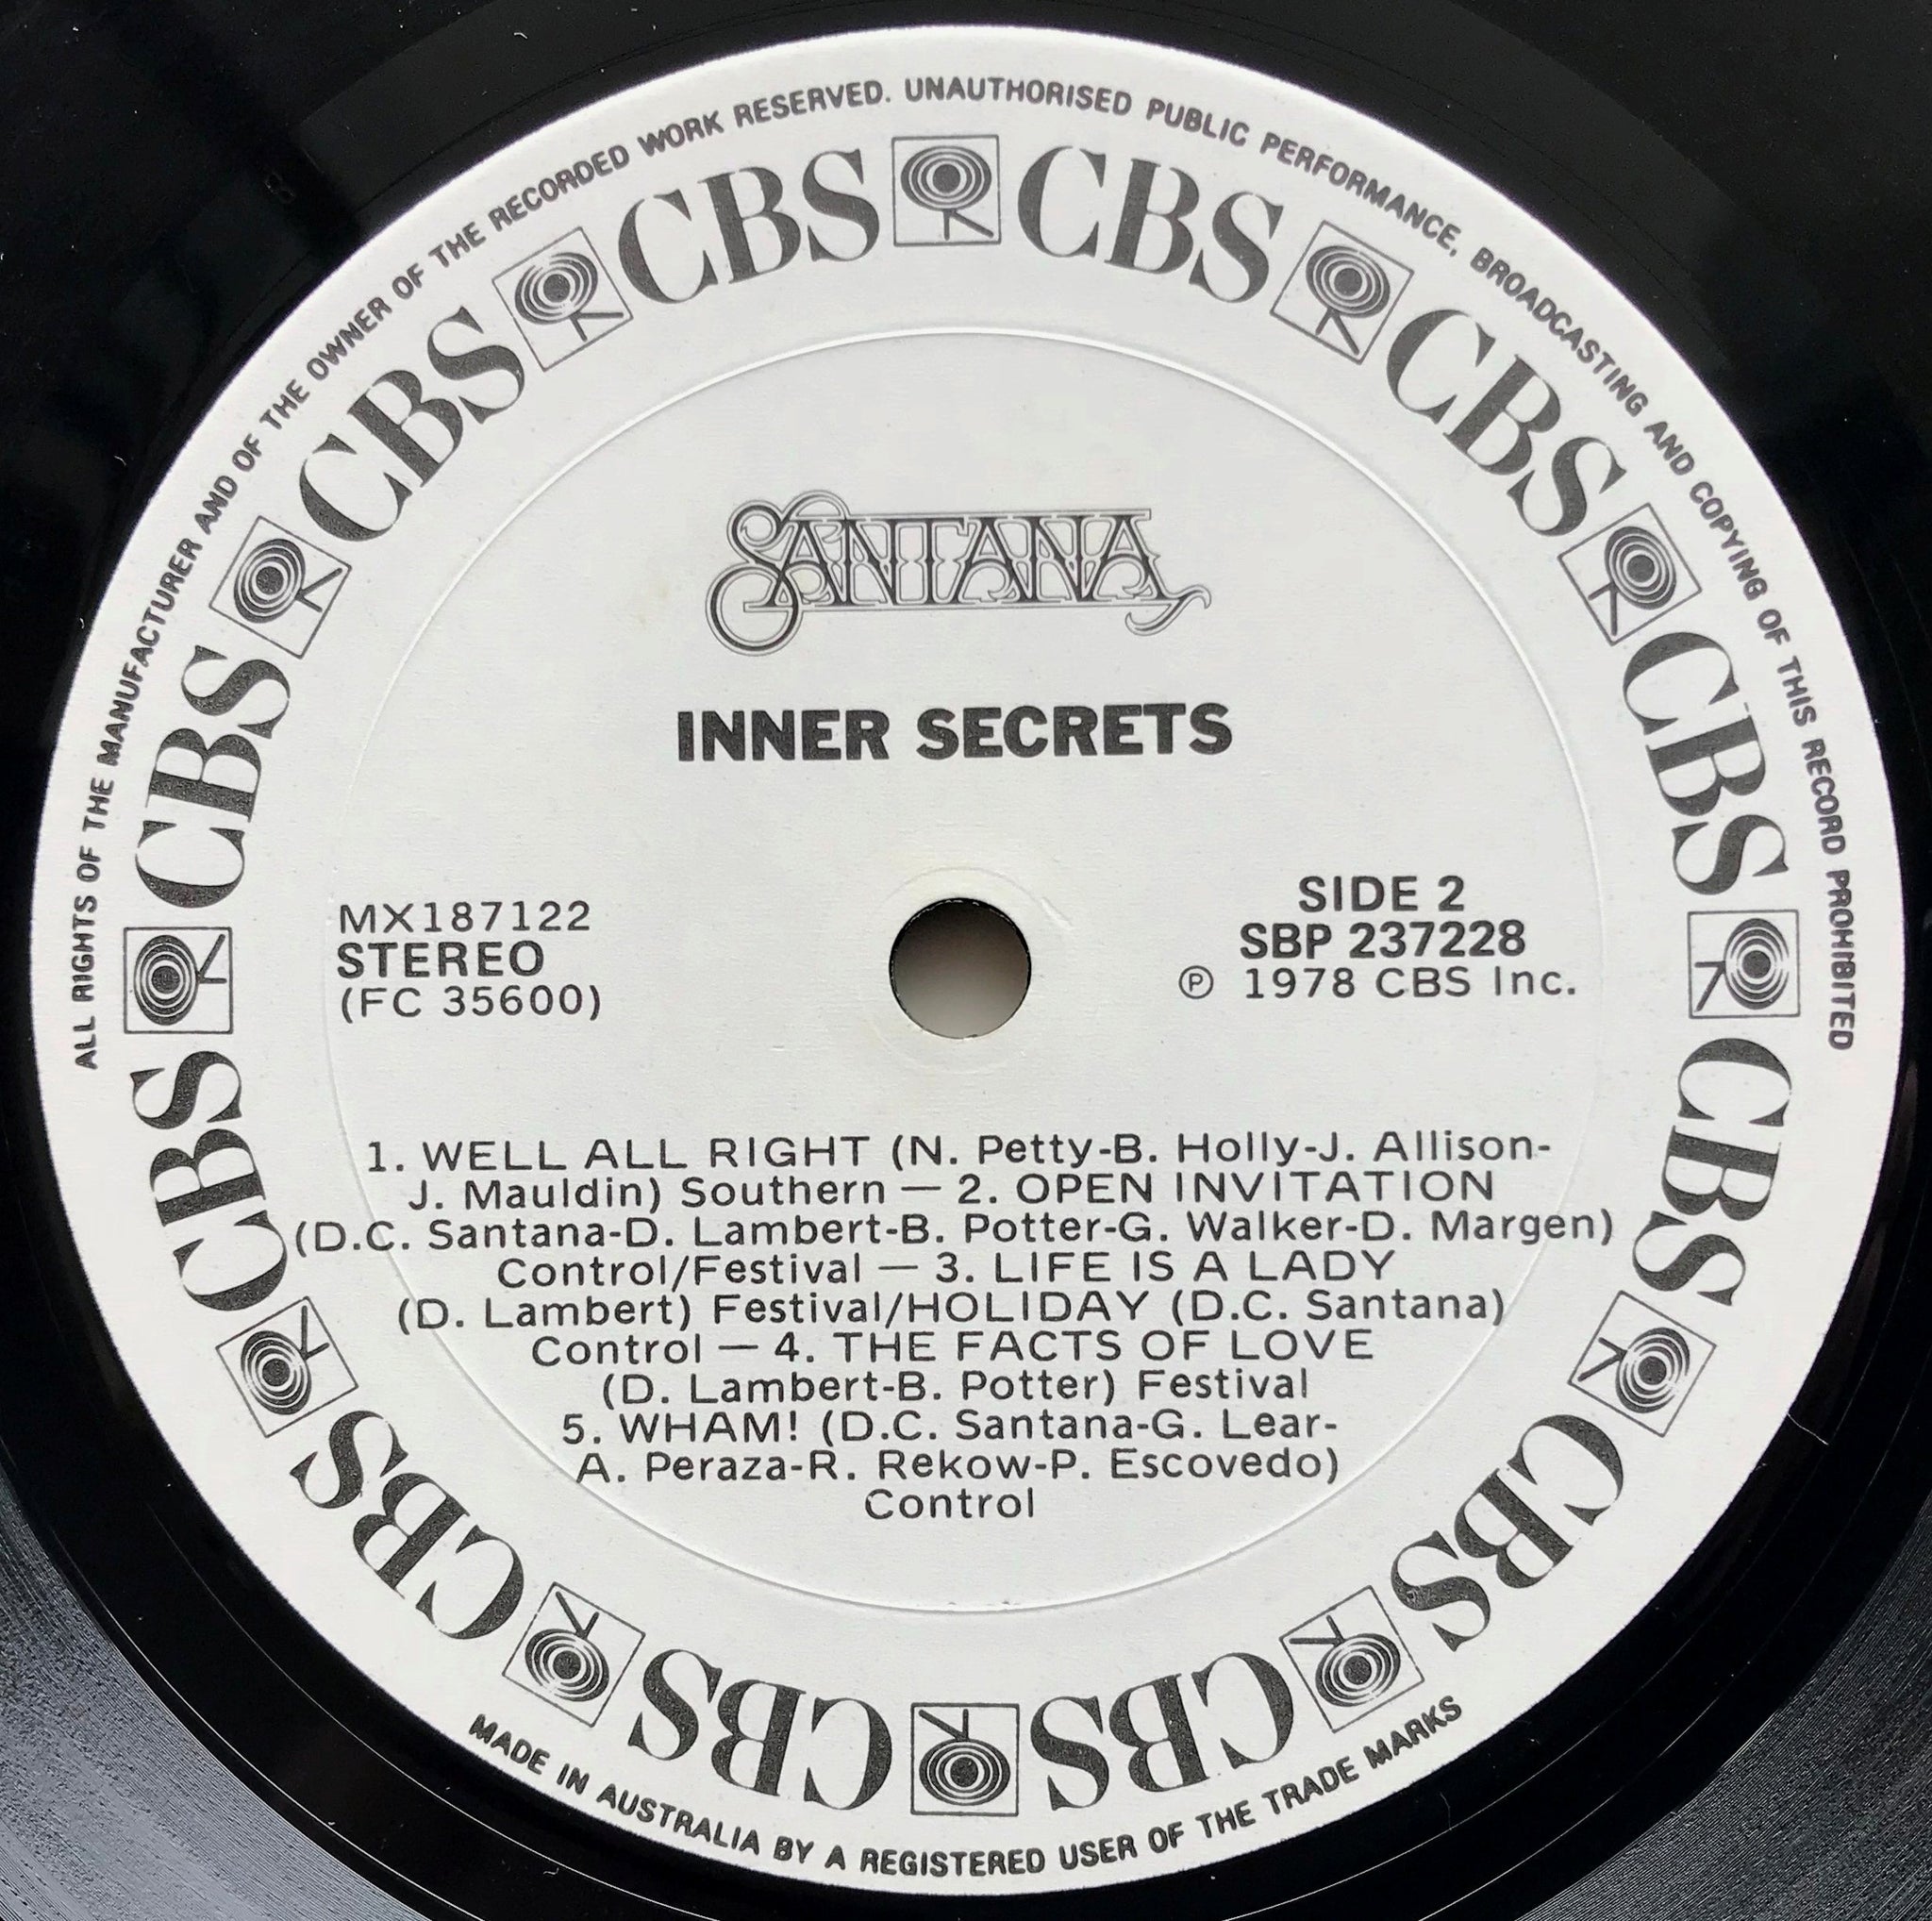 ALL RIGHTS OF THE MANUFACTURER AND OF THE OWNER OF THE RECORDED WORK RESERVED. UNAUTHORISED PUBLIC PERFORMANCE, BROADCASTING AND COPYING OF THIS RECORD PROHIBITED
CBS CBS CBS CBS CBS CBS CBS CBS CBS CBS CBS CBS
SANTANA
INNER SECRETS
MX187122
STEREO
(FC 35600)
SIDE 2
SBP 237228
Ⓟ 1978 CBS Inc.
1. WELL ALL RIGHT (N. Petty-B. Holly-J. Allison-
J. Mauldin) Southern — 2. OPEN INVITATION
(D.C. Santana-D. Lambert-B. Potter-G. Walker-D. Margen)
Control/Festival — 3. LIFE IS A LADY
(D. Lambert) Festival/HOLIDAY (D.C. Santana)
Control — 4. THE FACTS OF LOVE
(D. Lambert-B. Potter) Festival
5. WHAM! (D.C. Santana-G. Lear-
A. Peraza-R. Rekow-P. Escovedo)
Control
MADE IN AUSTRALIA BY A REGISTERED USER OF THE TRADE MARKS